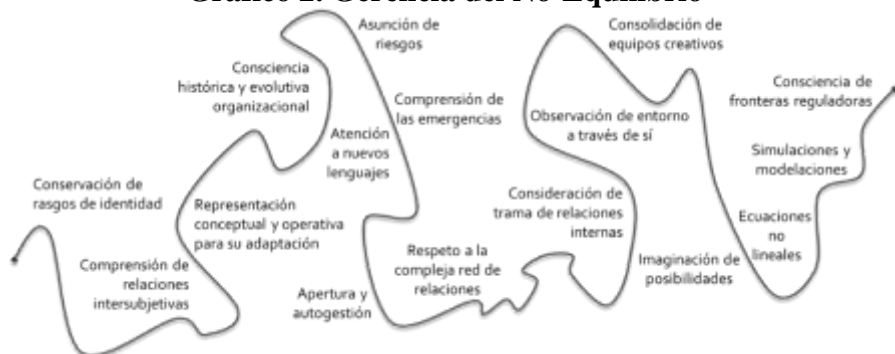 Gráfico 2. Gerencia del No Equilibrio
Asunción de
riesgos
Consolidación de
equipos creativos
Consciencia
histórica y evolutiva
organizacional
Consciencia de
fronteras reguladoras
Comprensión de
las emergencias
Observación de entorno
a través de sí
Atención
a nuevos
lenguajes
Simulaciones y
modelaciones
Conservación de
rasgos de identidad
Representación
conceptual y operativa
para su adaptación
Consideración de
trama de relaciones
internas
Ecuaciones
no
lineales
Comprensión de
relaciones
intersubjetivas
Respeto a la
compleja red de
relaciones
Imaginación de
posibilidades
Apertura y
autogestión